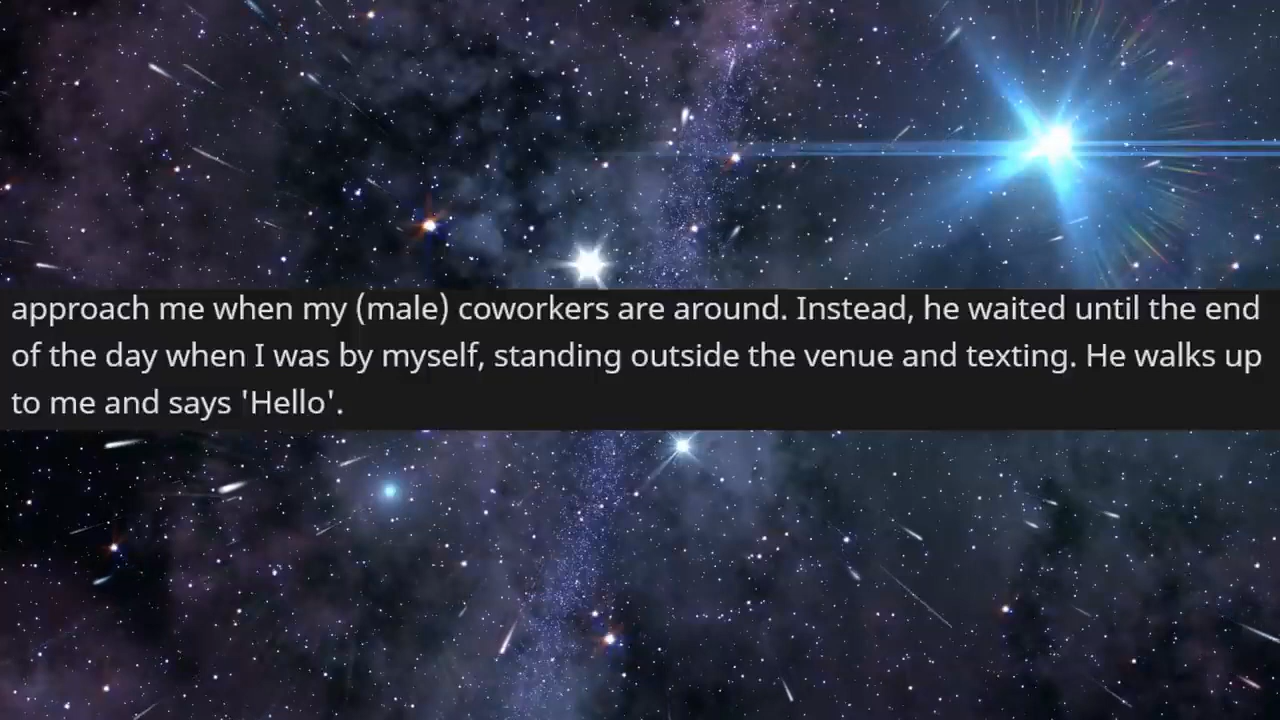 approach me when my (male) coworkers are around. Instead, he waited until the end
of the day when I was by myself, standing outside the venue and texting. He walks up
to me and says 'Hello'.